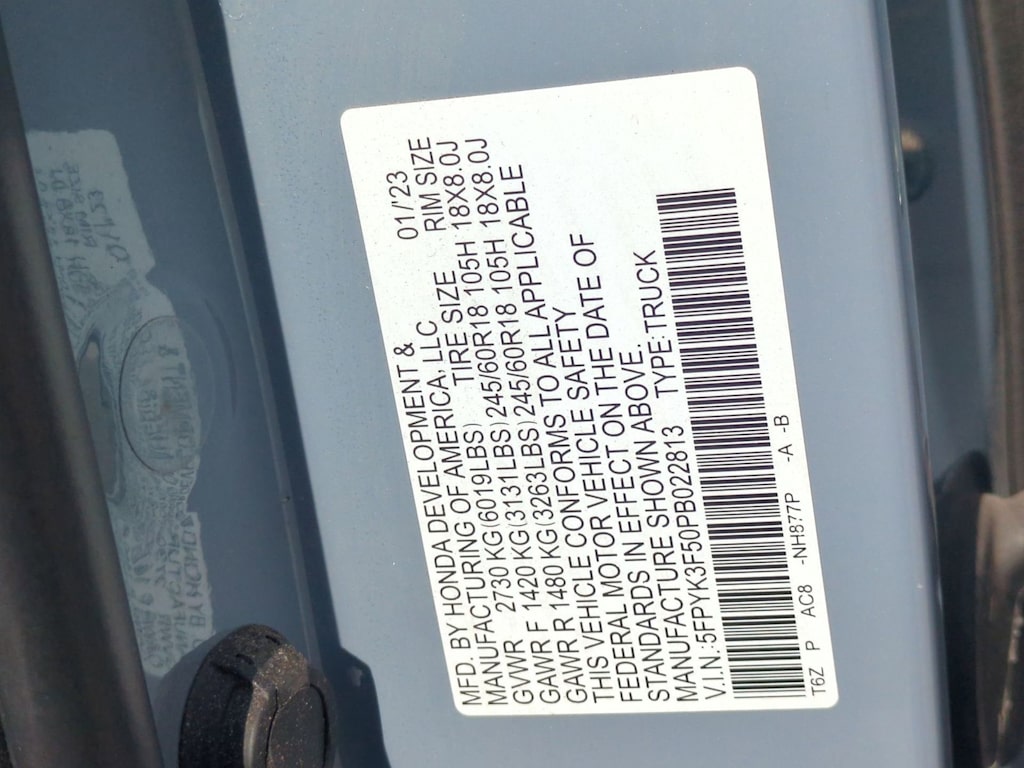 MFD. BY HONDA DEVELOPMENT & 01/'23
MANUFACTURING OF AMERICA, LLC
TIRE SIZE RIM SIZE
GVWR 2730 KG(6019LBS)
GAWR F 1420 KG(3131LBS) 245/60R18 105H 18X8.0J
GAWR R 1480 KG(3263LBS) 245/60R18 105H 18X8.0J
THIS VEHICLE CONFORMS TO ALL APPLICABLE
FEDERAL MOTOR VEHICLE SAFETY
STANDARDS IN EFFECT ON THE DATE OF
MANUFACTURE SHOWN ABOVE.
V.I.N.:5FPYK3F50PB022813 TYPE:TRUCK
T6Z P AC8 -NH877P -A -B